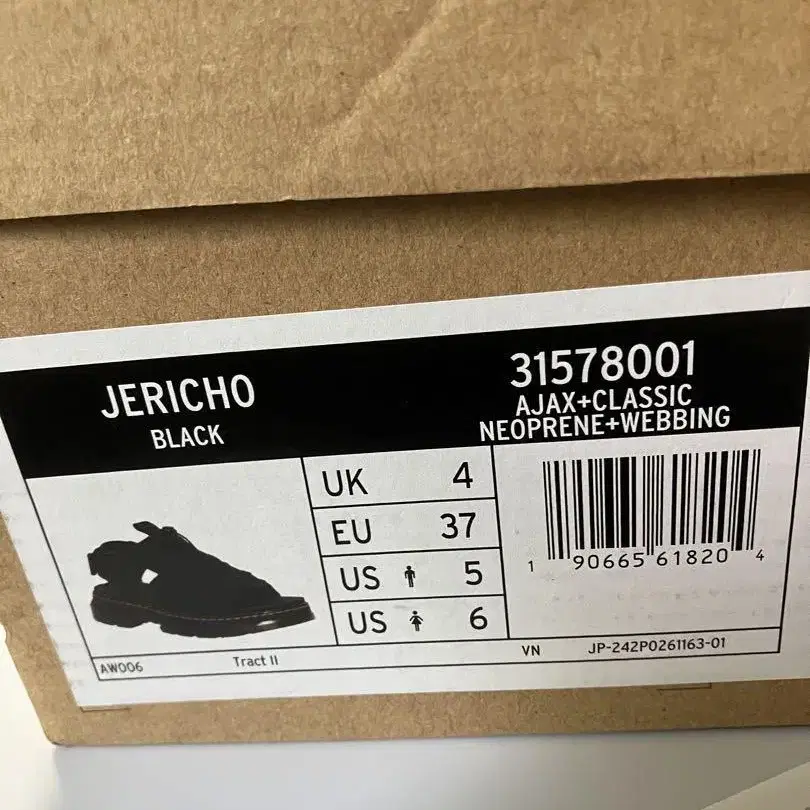 JERICHO
BLACK
31578001
AJAX+CLASSIC
NEOPRENE+WEBBING
UK 4
EU 37
US 5
US 6
1 90665 61820 4
AW006 Tract II VN JP-242P0261163-01